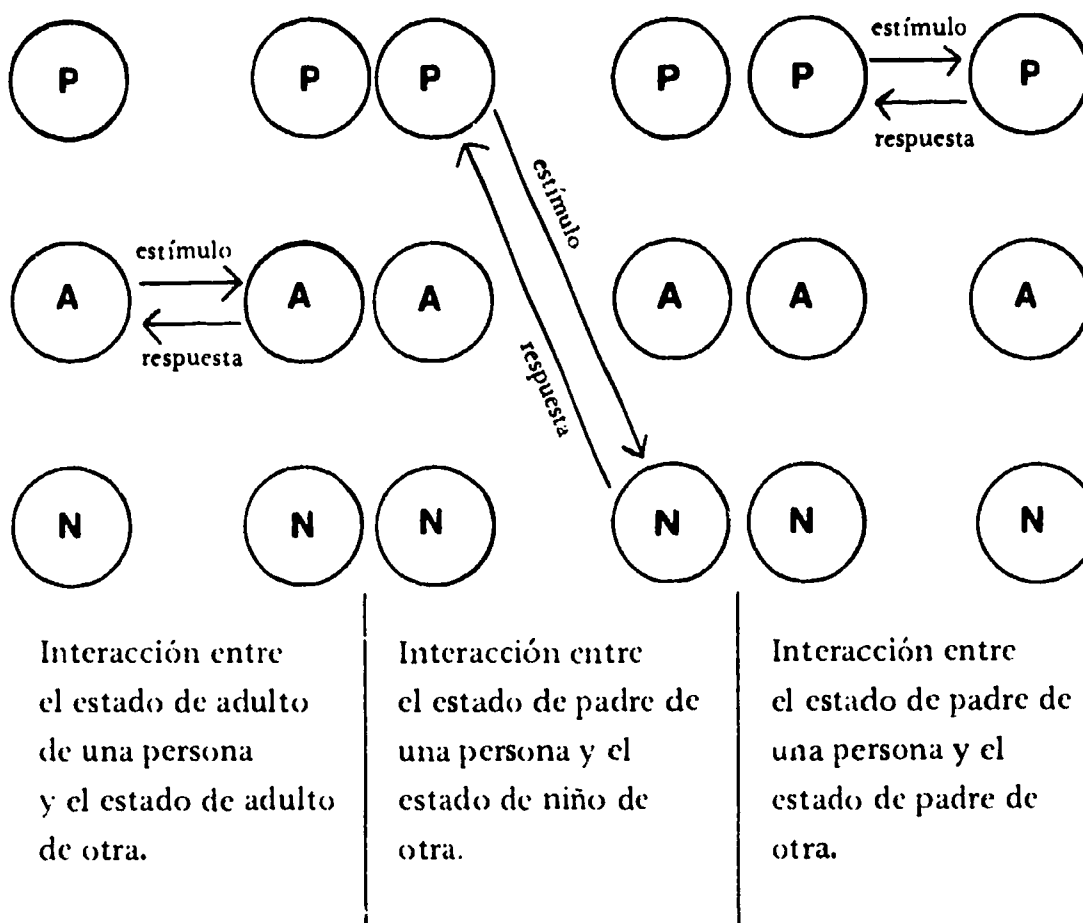 P P P P P P
estímulo
respuesta
estímulo
respuesta
A A A A A A
estímulo
respuesta
N N N N N N
Interacción entre
el estado de adulto
de una persona
y el estado de adulto
de otra.
Interacción entre
el estado de padre de
una persona y el
estado de niño de
otra.
Interacción entre
el estado de padre de
una persona y el
estado de padre de
otra.